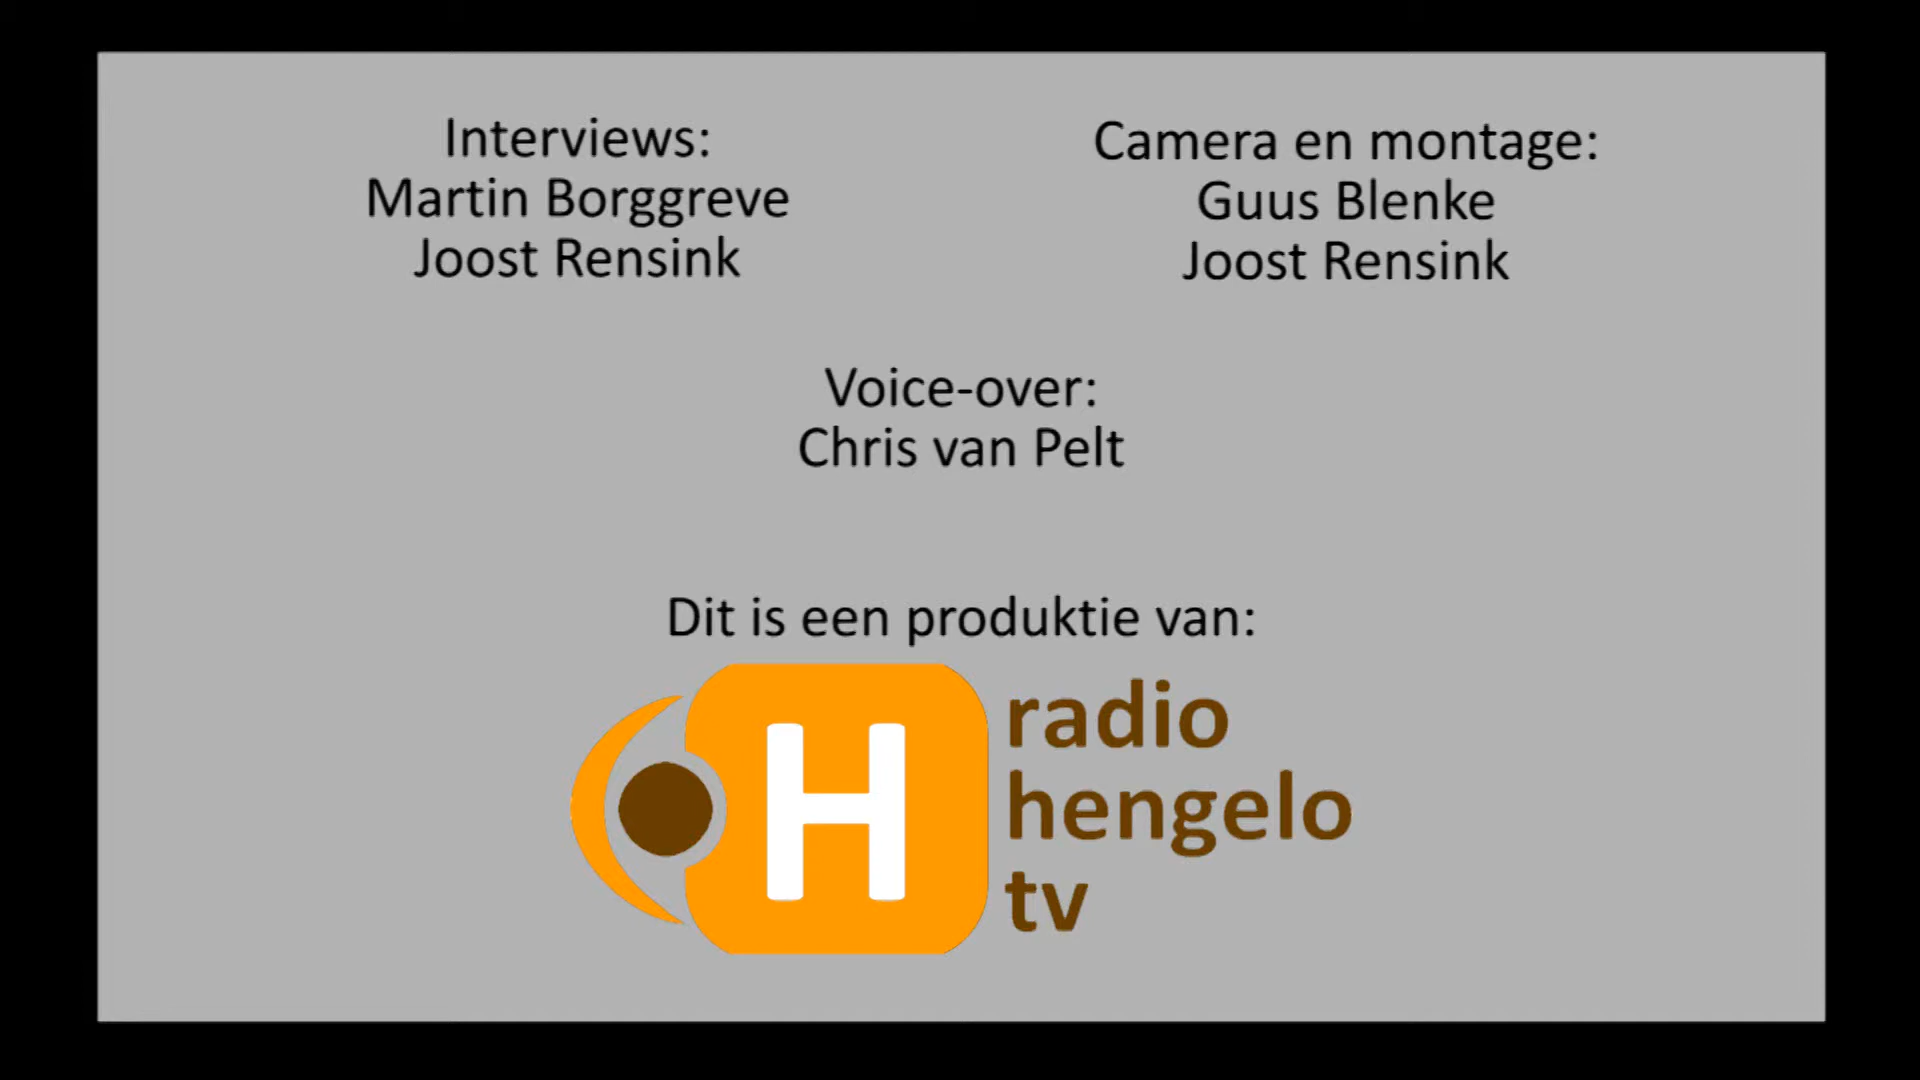 Interviews:
Martin Borggreve
Joost Rensink
Camera en montage:
Guus Blenke
Joost Rensink
Voice-over:
Chris van Pelt
Dit is een produktie van:
H
radio
hengelo
tv